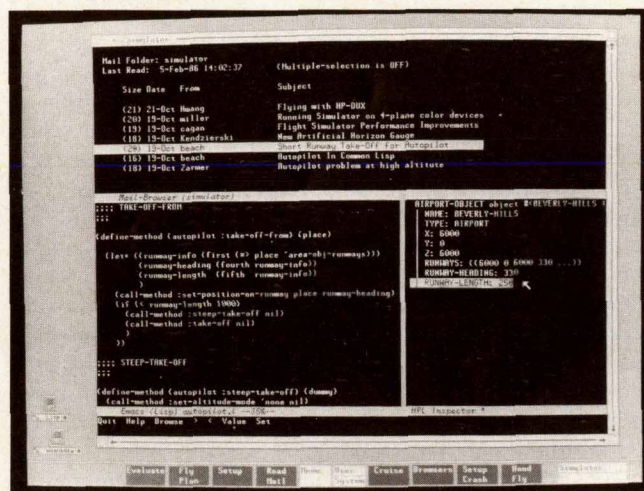 simulator
Mail Folder: simulator
Last Read: 5-Feb-86 14:02:37 (Multiple-selection is OFF)
Size Date From Subject
(21) 21-Oct Hwang Flying with HP-DUX
(20) 19-Oct miller Running Simulator on 4-plane color devices
(19) 19-Oct cagan Flight Simulator Performance Improvements
(18) 19-Oct Kendzierski New Artificial Horizon Gauge
(20) 19-Oct beach Short Runway Take-Off for Autopilot
(16) 19-Oct beach Autopilot In Common Lisp
(18) 19-Oct Zarmer Autopilot problem at high altitute
Mail-Browser (simulator)
;;;; TAKE-OFF-FROM
;;;
(define-method (autopilot :take-off-from) (place)
(let* ((runway-info (first (=> place 'area-obj-runways)))
(runway-heading (fourth runway-info))
(runway-length (fifth runway-info))
)
(call-method :set-position-on-runway place runway-heading)
(if (< runway-length 1000)
(call-method :steep-take-off nil)
(call-method :take-off nil)
)
))
;;;; STEEP-TAKE-OFF
;;;
(define-method (autopilot :steep-take-off) (dummy)
(call-method :set-altitude-mode 'none nil)
Emacs (Lisp) autopilot.l --35%--
AIRPORT-OBJECT object #<BEVERLY-HILLS
NAME: BEVERLY-HILLS
TYPE: AIRPORT
X: 6000
Y: 0
Z: 6000
RUNWAYS: ((6000 0 6000 330 ...))
RUNWAY-HEADING: 330
RUNWAY-LENGTH: 250
HPL Inspector *
Quit Help Browse > < Value Set
Evaluate Fly Plan Setup Read Mail Menu User System Cruise Browsers Setup Crash Hand Fly